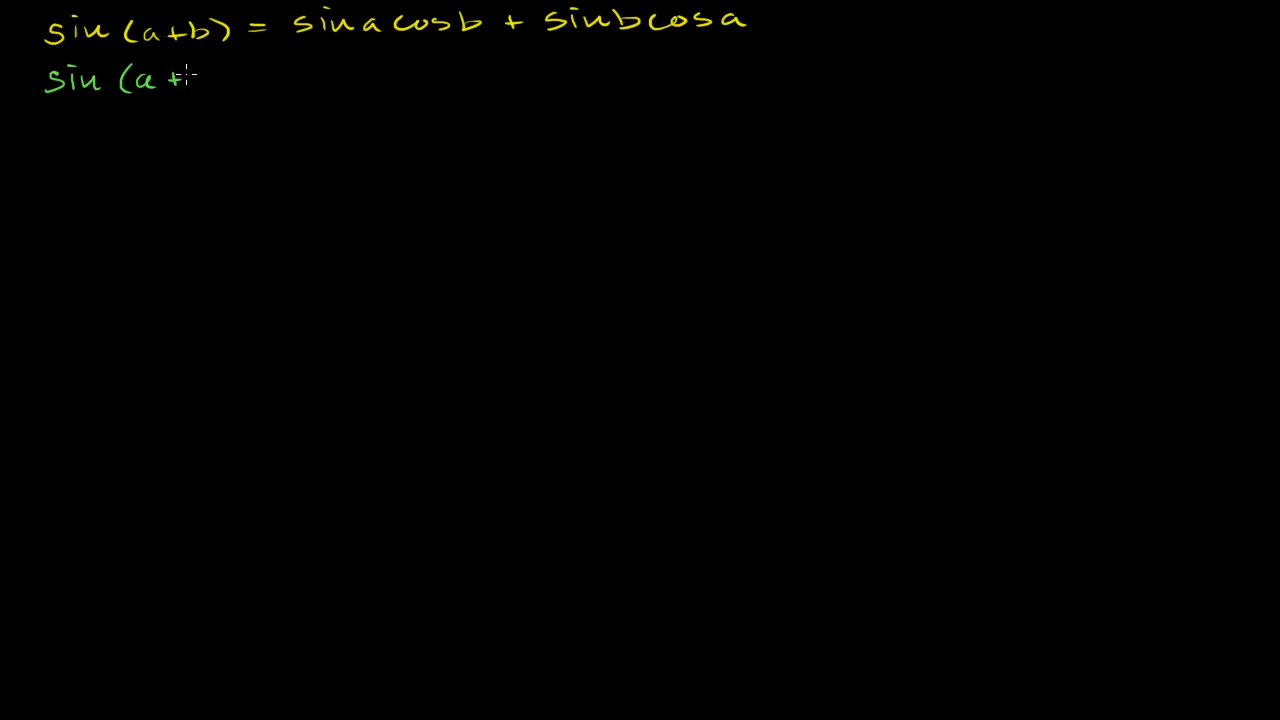 sin (a+b) = sin a cos b + sin b cos a
sin (a +